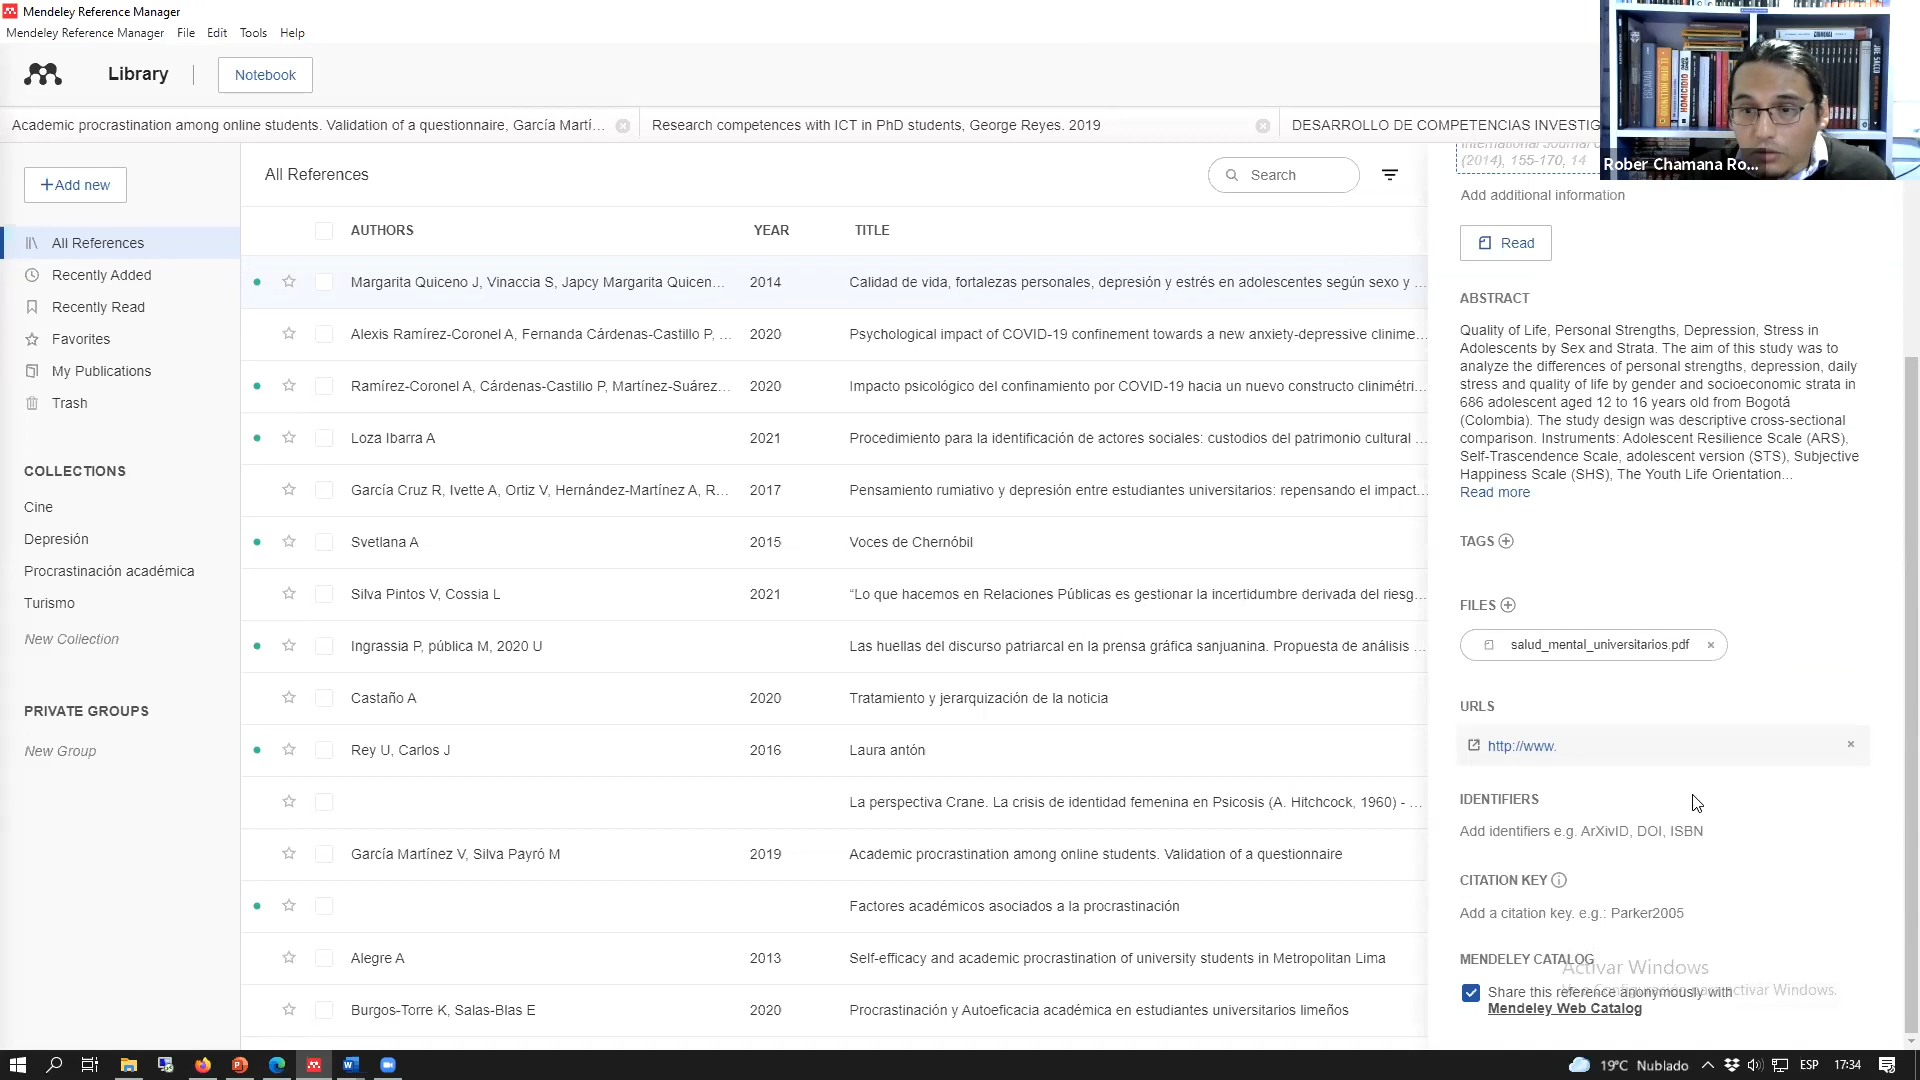 Mendeley Reference Manager
Mendeley Reference Manager File Edit Tools Help
Library
Notebook
Academic procrastination among online students. Validation of a questionnaire, García Martí...
Research competences with ICT in PhD students, George Reyes. 2019
DESARROLLO DE COMPETENCIAS INVESTIG
Rober Chamana Ro...
+Add new
All References
Recently Added
Recently Read
Favorites
My Publications
Trash
COLLECTIONS
Cine
Depresión
Procrastinación académica
Turismo
New Collection
PRIVATE GROUPS
New Group
All References
Search
AUTHORS YEAR TITLE
Margarita Quiceno J, Vinaccia S, Japcy Margarita Quicen... 2014 Calidad de vida, fortalezas personales, depresión y estrés en adolescentes según sexo y ...
Alexis Ramírez-Coronel A, Fernanda Cárdenas-Castillo P, ... 2020 Psychological impact of COVID-19 confinement towards a new anxiety-depressive clinime...
Ramírez-Coronel A, Cárdenas-Castilio P, Martínez-Suárez... 2020 Impacto psicológico del confinamiento por COVID-19 hacia un nuevo constructo clinimétri...
Loza Ibarra A 2021 Procedimiento para la identificación de actores sociales: custodios del patrimonio cultural ...
García Cruz R, Ivette A, Ortiz V, Hernández-Martínez A, R... 2017 Pensamiento rumiativo y depresión entre estudiantes universitarios: repensando el impact...
Svetlana A 2015 Voces de Chernóbil
Silva Pintos V, Cossia L 2021 “Lo que hacemos en Relaciones Públicas es gestionar la incertidumbre derivada del riesg...
Ingrassia P, pública M, 2020 U Las huellas del discurso patriarcal en la prensa gráfica sanjuanina. Propuesta de análisis ...
Castaño A 2020 Tratamiento y jerarquización de la noticia
Rey U, Carlos J 2016 Laura antón
La perspectiva Crane. La crisis de identidad femenina en Psicosis (A. Hitchcock, 1960) - ...
García Martínez V, Silva Payró M 2019 Academic procrastination among online students. Validation of a questionnaire
Factores académicos asociados a la procrastinación
Alegre A 2013 Self-efficacy and academic procrastination of university students in Metropolitan Lima
Burgos-Torre K, Salas-Blas E 2020 Procrastinación y Autoeficacia académica en estudiantes universitarios limeños
International Journal
(2014), 155-170, 14
Add additional information
Read
ABSTRACT
Quality of Life, Personal Strengths, Depression, Stress in
Adolescents by Sex and Strata. The aim of this study was to
analyze the differences of personal strengths, depression, daily
stress and quality of life by gender and socioeconomic strata in
686 adolescent aged 12 to 16 years old from Bogotá
(Colombia). The study design was descriptive cross-sectional
comparison. Instruments: Adolescent Resilience Scale (ARS),
Self-Trascendence Scale, adolescent version (STS), Subjective
Happiness Scale (SHS), The Youth Life Orientation...
Read more
TAGS
FILES
salud_mental_universitarios.pdf
URLS
http://www.
IDENTIFIERS
Add identifiers e.g. ArXivID, DOI, ISBN
CITATION KEY
Add a citation key. e.g.: Parker2005
MENDELEY CATALOG
Activar Windows
Share this reference anonymously with
Mendeley Web Catalog
19°C Nublado ESP 17:34